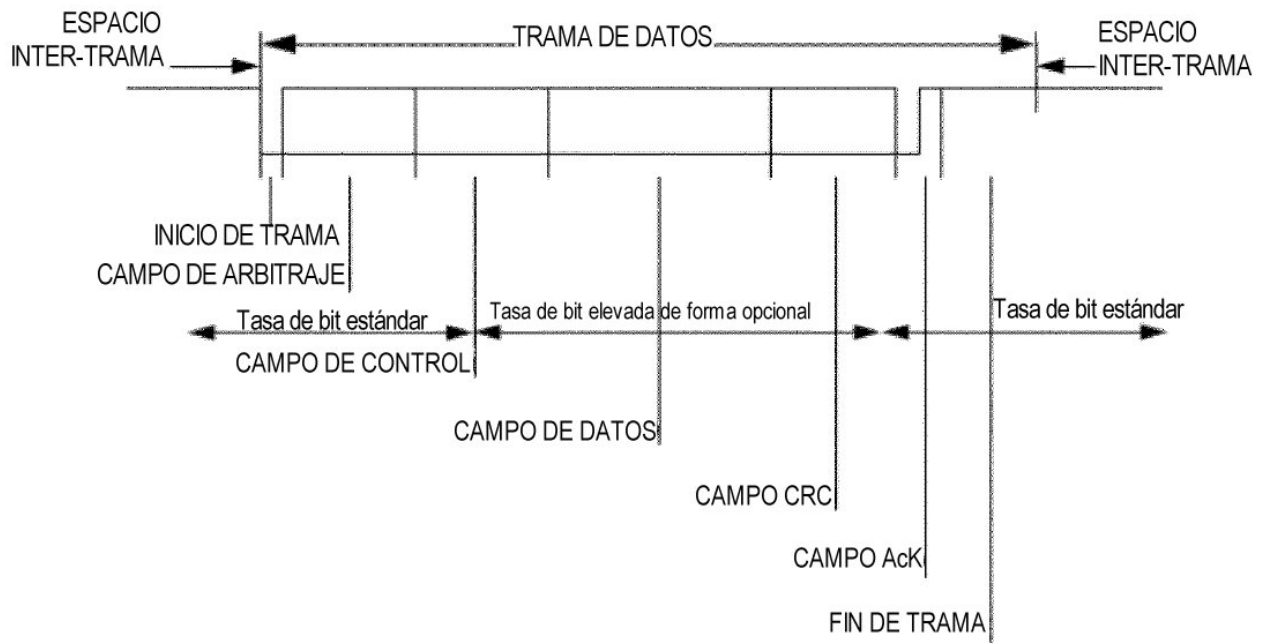 ESPACIO
INTER-TRAMA
TRAMA DE DATOS
ESPACIO
INTER-TRAMA
INICIO DE TRAMA
CAMPO DE ARBITRAJE
Tasa de bit estándar
Tasa de bit elevada de forma opcional
Tasa de bit estándar
CAMPO DE CONTROL
CAMPO DE DATOS
CAMPO CRC
CAMPO AcK
FIN DE TRAMA